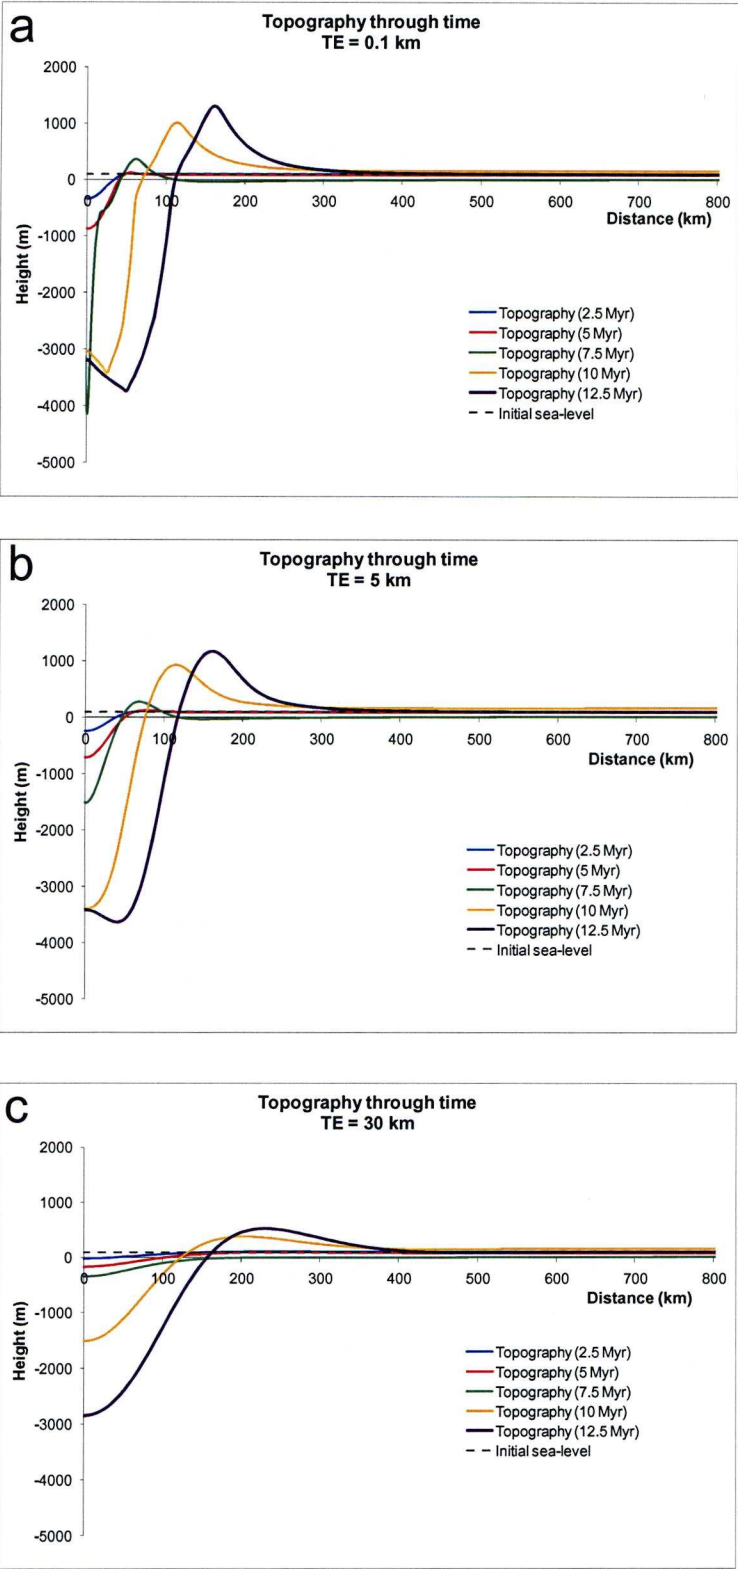 a
Topography through time
TE = 0.1 km
2000
1000
0
-1000
-2000
-3000
-4000
-5000
Height (m)
0 100 200 300 400 500 600 700 800
Distance (km)
Topography (2.5 Myr)
Topography (5 Myr)
Topography (7.5 Myr)
Topography (10 Myr)
Topography (12.5 Myr)
Initial sea-level
b
Topography through time
TE = 5 km
2000
1000
0
-1000
-2000
-3000
-4000
-5000
Height (m)
0 100 200 300 400 500 600 700 800
Distance (km)
Topography (2.5 Myr)
Topography (5 Myr)
Topography (7.5 Myr)
Topography (10 Myr)
Topography (12.5 Myr)
Initial sea-level
c
Topography through time
TE = 30 km
2000
1000
0
-1000
-2000
-3000
-4000
-5000
Height (m)
0 100 200 300 400 500 600 700 800
Distance (km)
Topography (2.5 Myr)
Topography (5 Myr)
Topography (7.5 Myr)
Topography (10 Myr)
Topography (12.5 Myr)
Initial sea-level